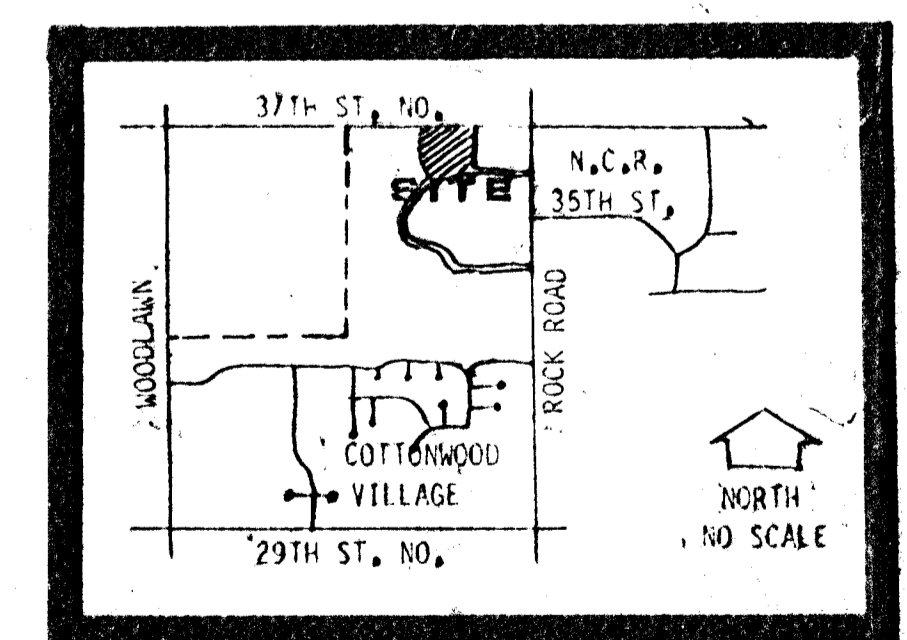 37TH ST. NO.
N.C.R.
SITE
35TH ST.
WOODLAWN
ROCK ROAD
COTTONWOOD
VILLAGE
NORTH
NO SCALE
29TH ST. NO.